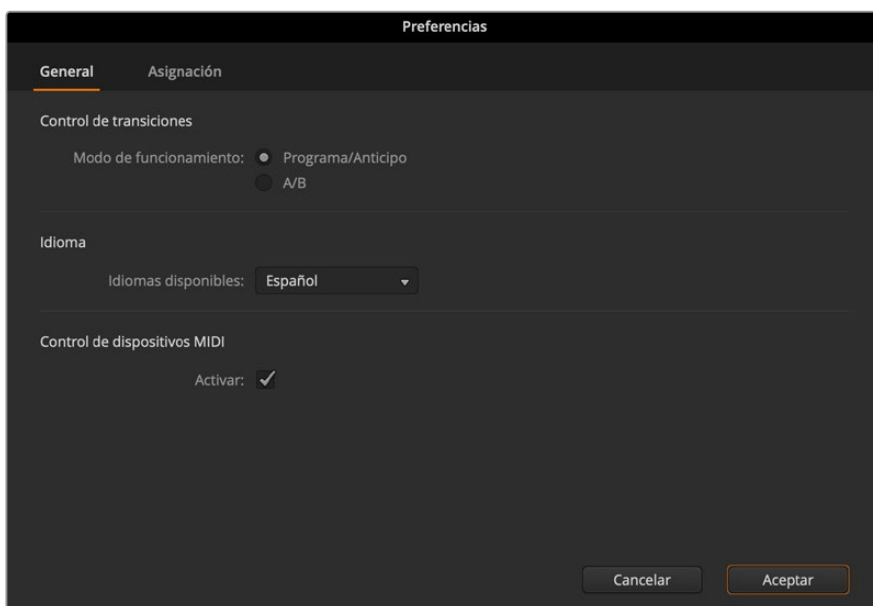 Preferencias
General Asignación
Control de transiciones
Modo de funcionamiento: Programa/Anticipo
A/B
Idioma
Idiomas disponibles: Español
Control de dispositivos MIDI
Activar:
Cancelar Aceptar